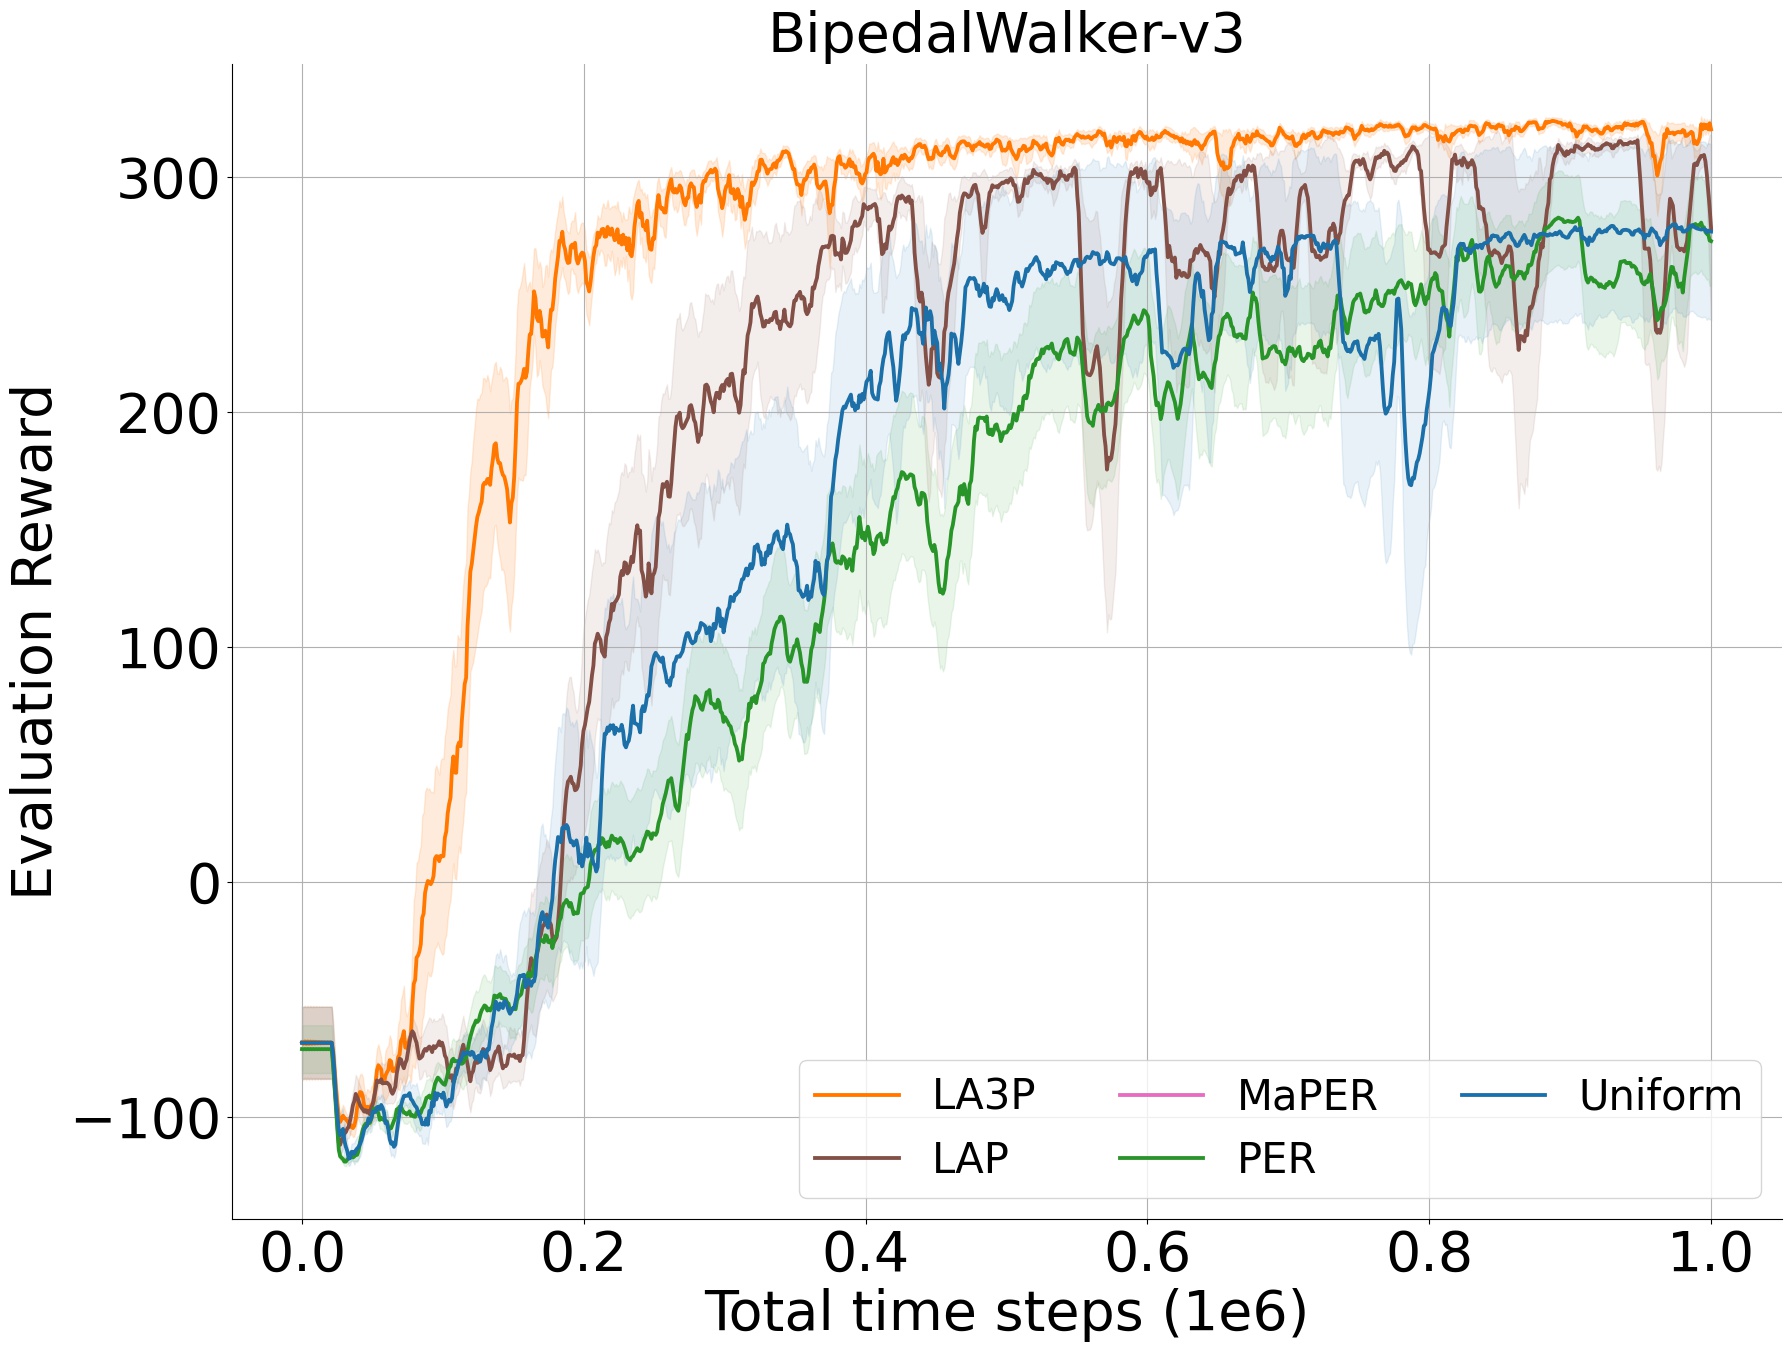 BipedalWalker-v3
Evaluation Reward
300
200
100
0
−100
0.0 0.2 0.4 0.6 0.8 1.0
Total time steps (1e6)
LA3P MaPER Uniform
LAP PER